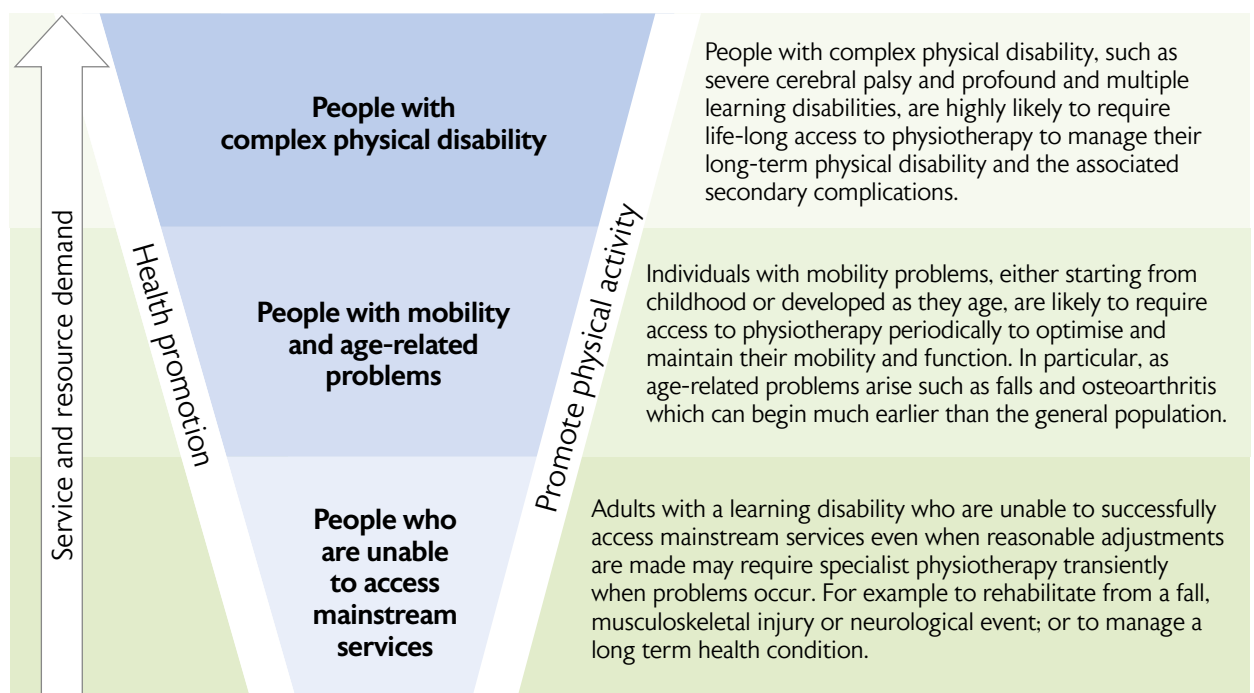 Service and resource demand
Health promotion
Promote physical activity
People with
complex physical disability
People with complex physical disability, such as
severe cerebral palsy and profound and multiple
learning disabilities, are highly likely to require
life-long access to physiotherapy to manage their
long-term physical disability and the associated
secondary complications.
People with mobility
and age-related
problems
Individuals with mobility problems, either starting from
childhood or developed as they age, are likely to require
access to physiotherapy periodically to optimise and
maintain their mobility and function. In particular, as
age-related problems arise such as falls and osteoarthritis
which can begin much earlier than the general population.
People who
are unable
to access
mainstream
services
Adults with a learning disability who are unable to successfully
access mainstream services even when reasonable adjustments
are made may require specialist physiotherapy transiently
when problems occur. For example to rehabilitate from a fall,
musculoskeletal injury or neurological event; or to manage a
long term health condition.